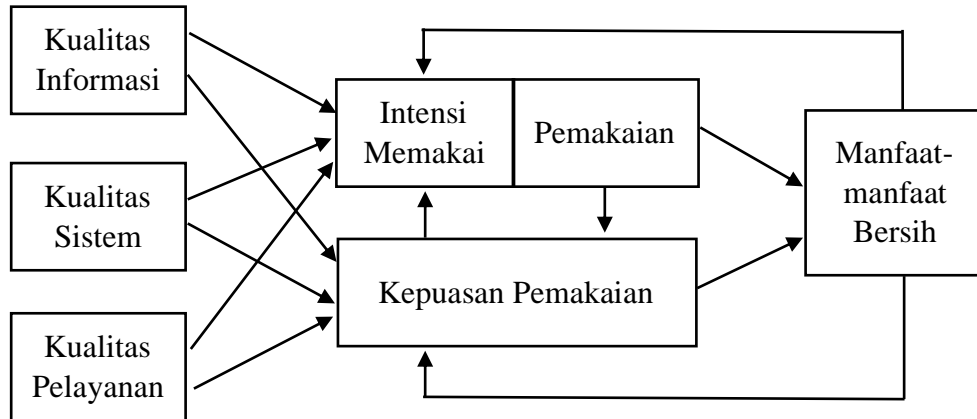 Kualitas
Informasi
Kualitas
Sistem
Kualitas
Pelayanan
Intensi
Memakai
Pemakaian
Kepuasan Pemakaian
Manfaat-
manfaat
Bersih